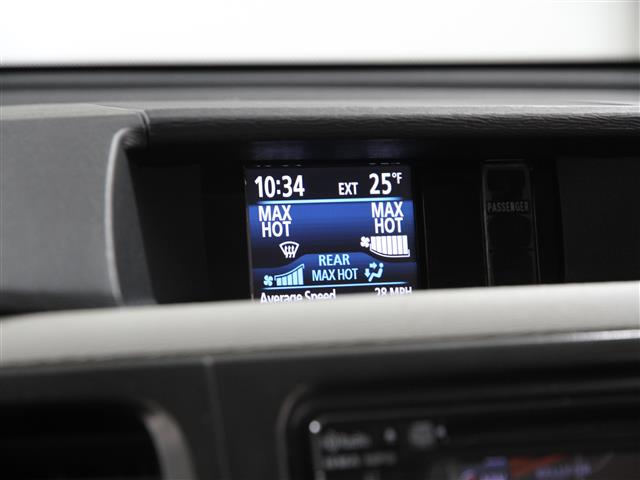 10:34 EXT 25°F
MAX MAX
HOT HOT
REAR
MAX HOT
Average Speed 28 MPH
PASSENGER